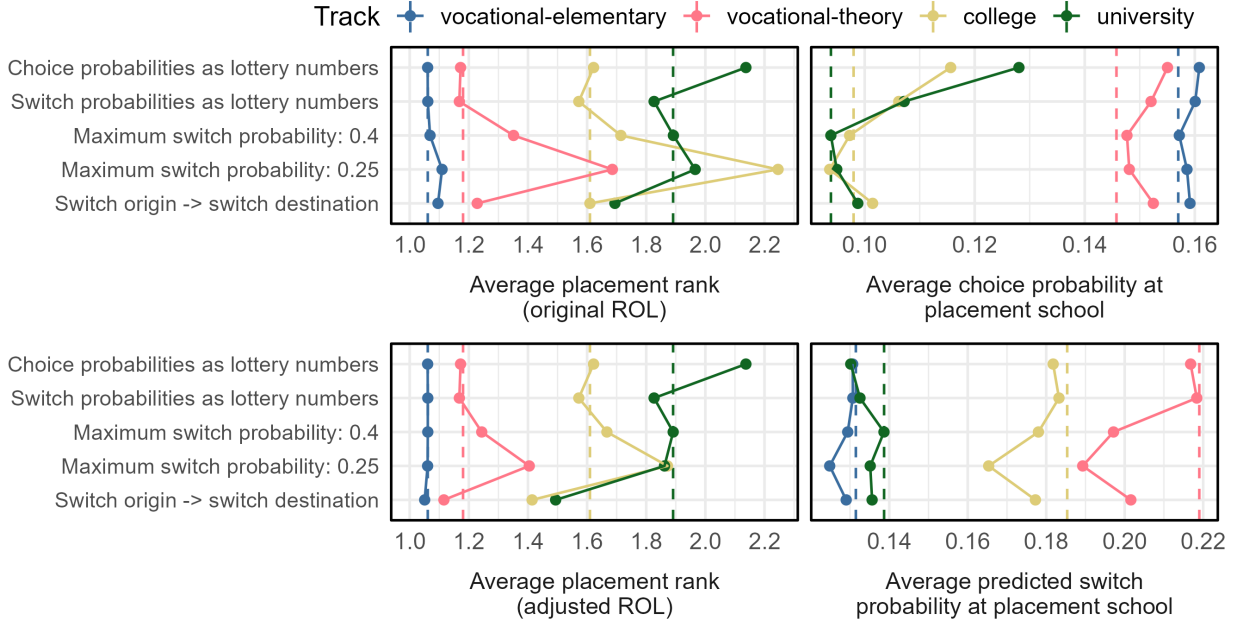 Track vocational-elementary vocational-theory college university
Choice probabilities as lottery numbers
Switch probabilities as lottery numbers
Maximum switch probability: 0.4
Maximum switch probability: 0.25
Switch origin -> switch destination
1.0 1.2 1.4 1.6 1.8 2.0 2.2
Average placement rank
(original ROL)
0.10 0.12 0.14 0.16
Average choice probability at
placement school
Choice probabilities as lottery numbers
Switch probabilities as lottery numbers
Maximum switch probability: 0.4
Maximum switch probability: 0.25
Switch origin -> switch destination
1.0 1.2 1.4 1.6 1.8 2.0 2.2
Average placement rank
(adjusted ROL)
0.14 0.16 0.18 0.20 0.22
Average predicted switch
probability at placement school